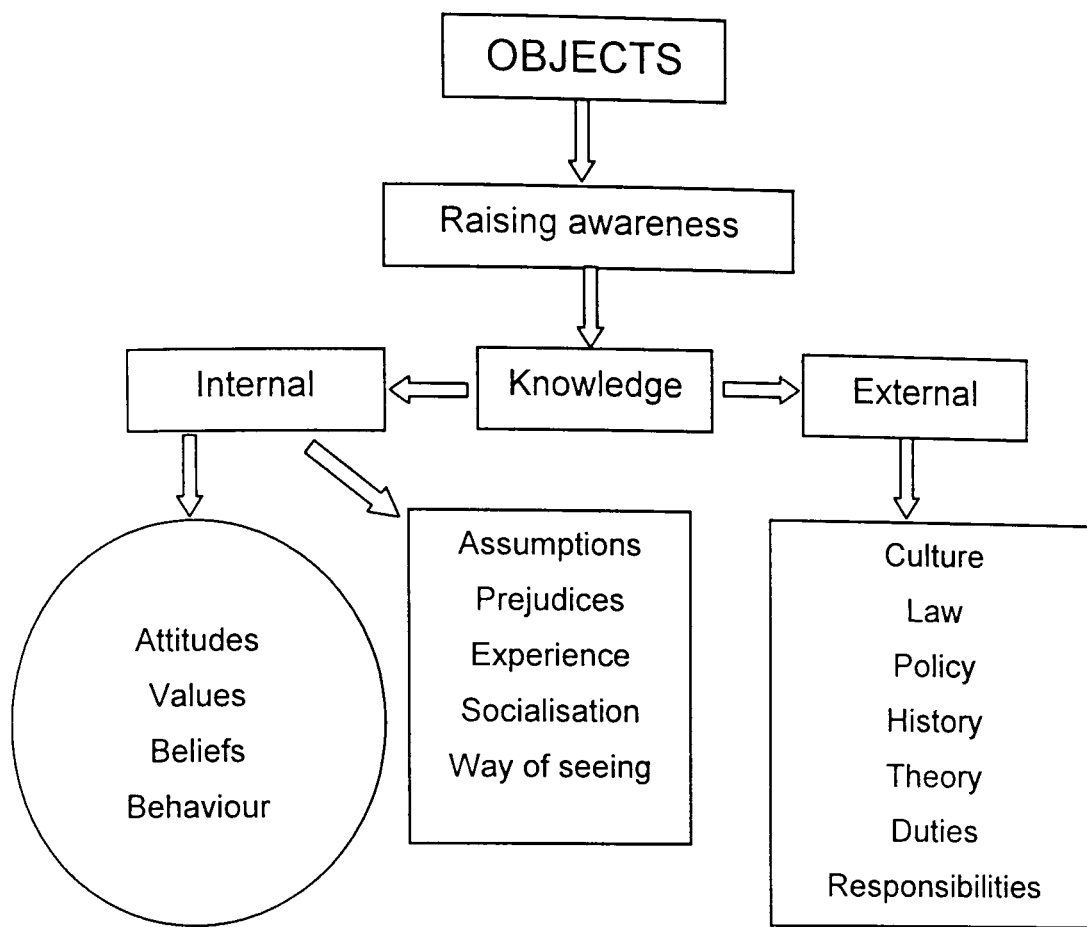 OBJECTS
Raising awareness
Internal
Knowledge
External
Attitudes
Values
Beliefs
Behaviour
Assumptions
Prejudices
Experience
Socialisation
Way of seeing
Culture
Law
Policy
History
Theory
Duties
Responsibilities